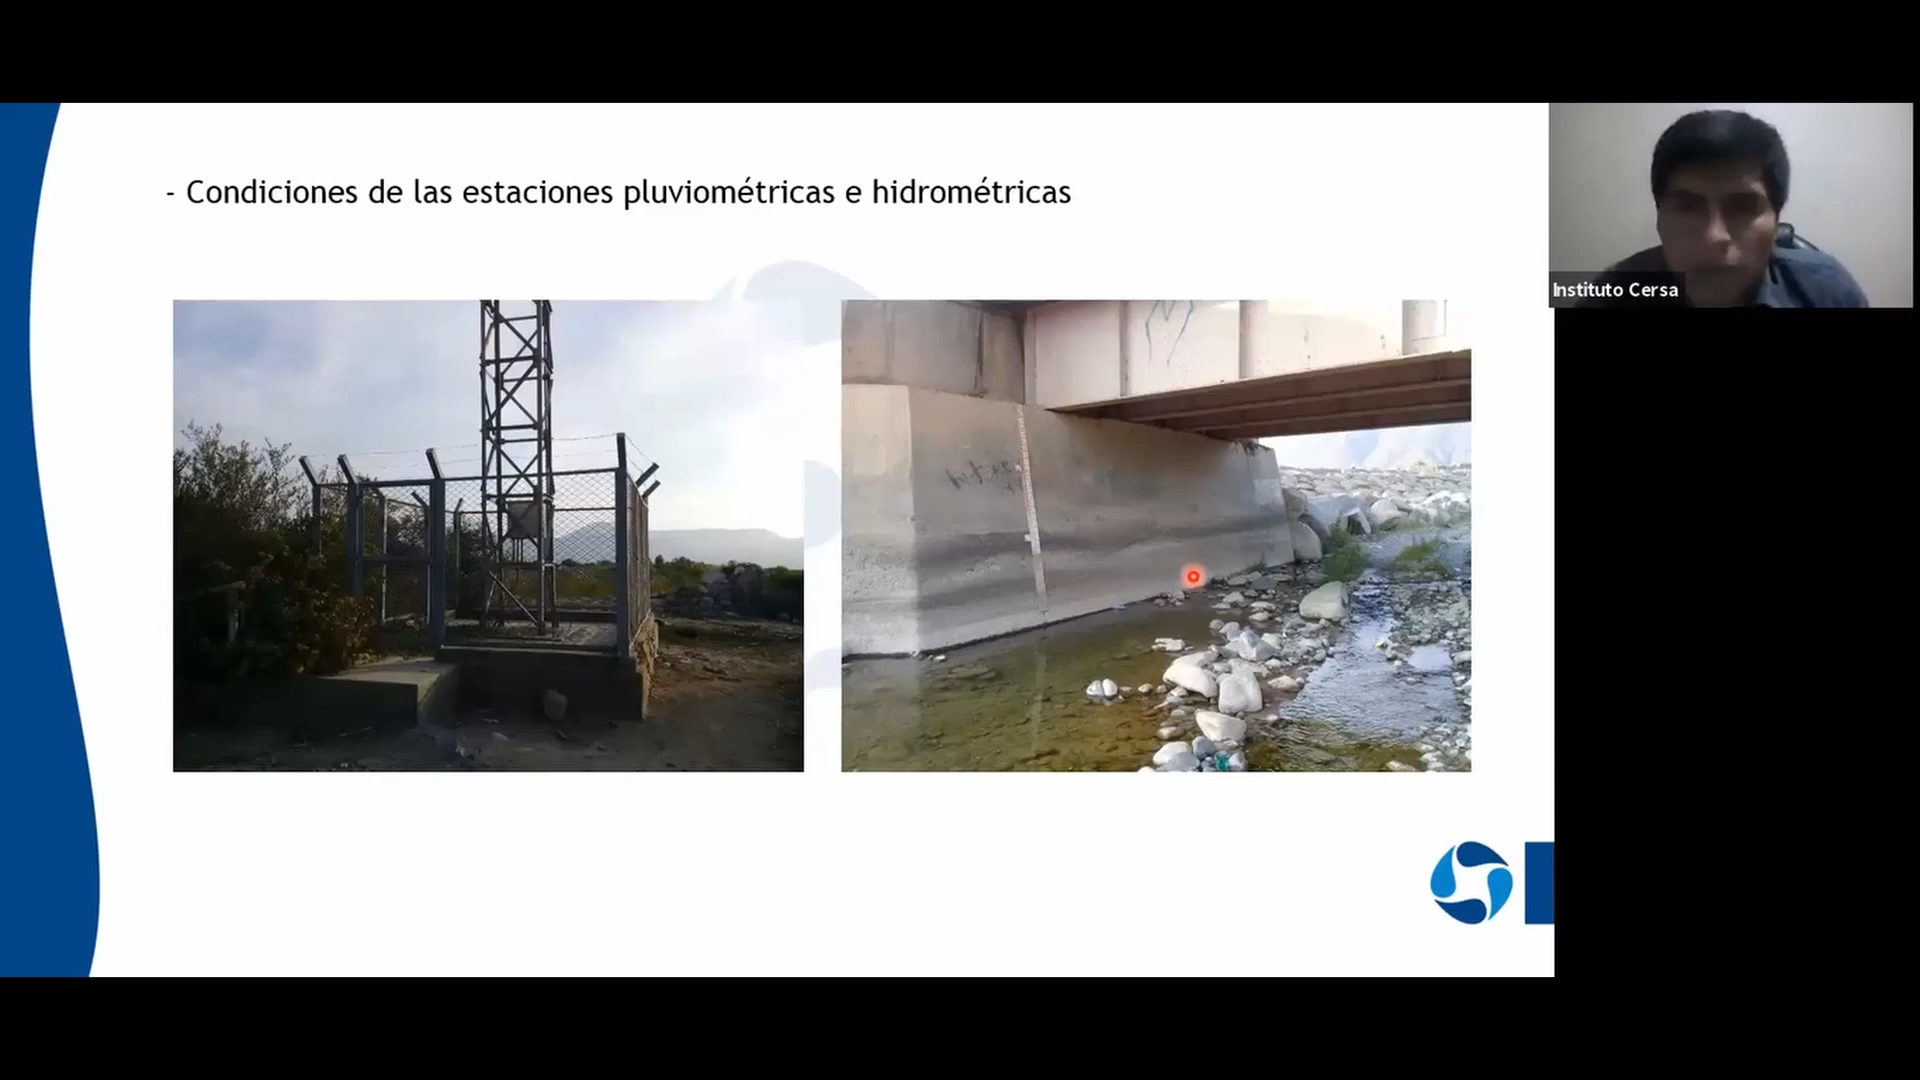 - Condiciones de las estaciones pluviométricas e hidrométricas
Instituto Cersa